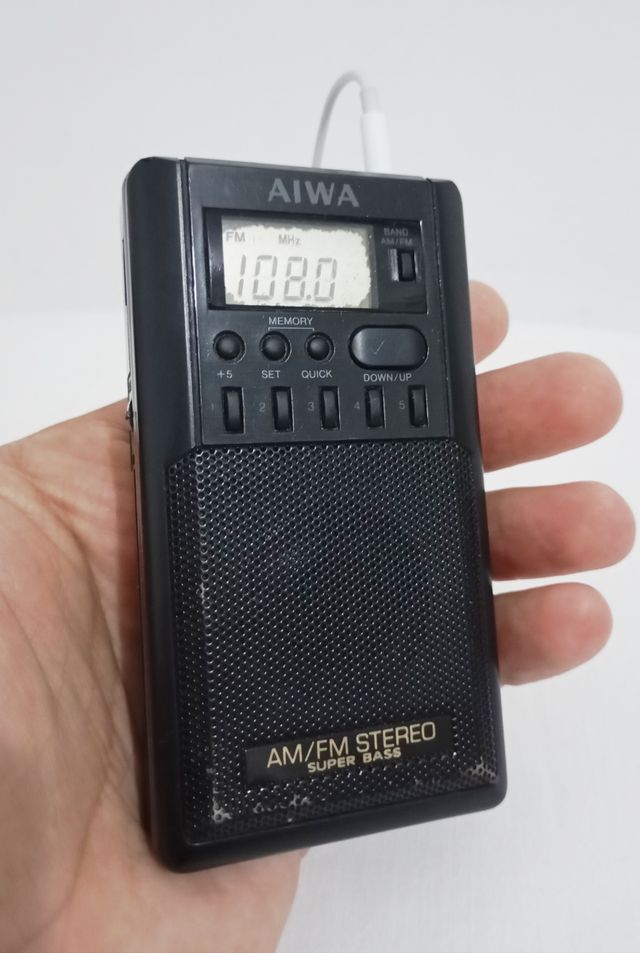 AIWA
FM MHz
108.0
BAND
AM/FM
MEMORY
+5 SET QUICK DOWN/UP
1 2 3 4 5
AM/FM STEREO
SUPER BASS